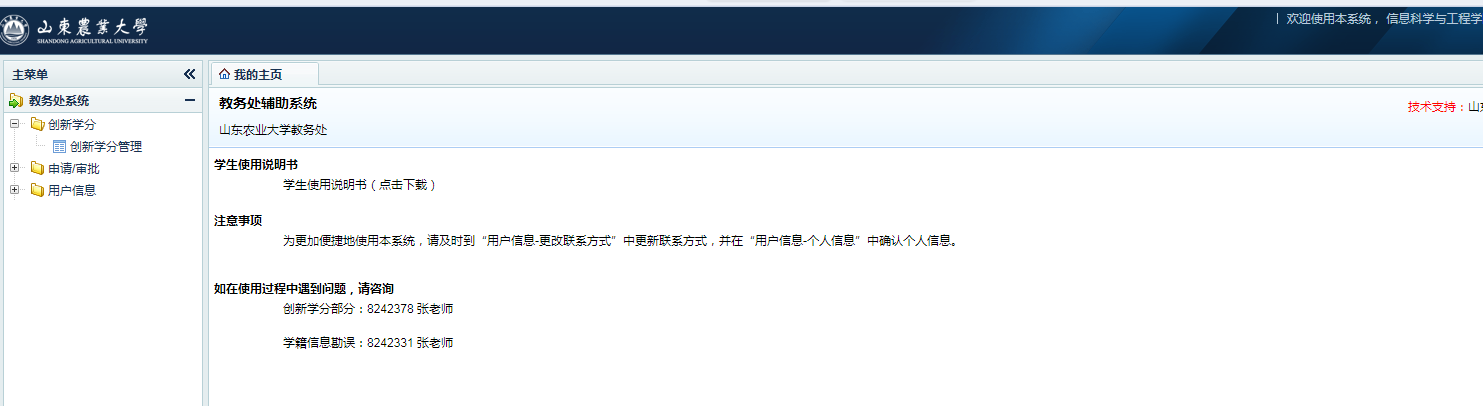 山東農業大學
SHANDONG AGRICULTURAL UNIVERSITY
| 欢迎使用本系统， 信息科学与工程学
主菜单
我的主页
教务处系统
创新学分
创新学分管理
申请/审批
用户信息
教务处辅助系统
技术支持：山东
山东农业大学教务处
学生使用说明书
学生使用说明书（点击下载）
注意事项
为更加便捷地使用本系统，请及时到“用户信息-更改联系方式”中更新联系方式，并在“用户信息-个人信息”中确认个人信息。
如在使用过程中遇到问题，请咨询
创新学分部分：8242378 张老师
学籍信息勘误：8242331 张老师